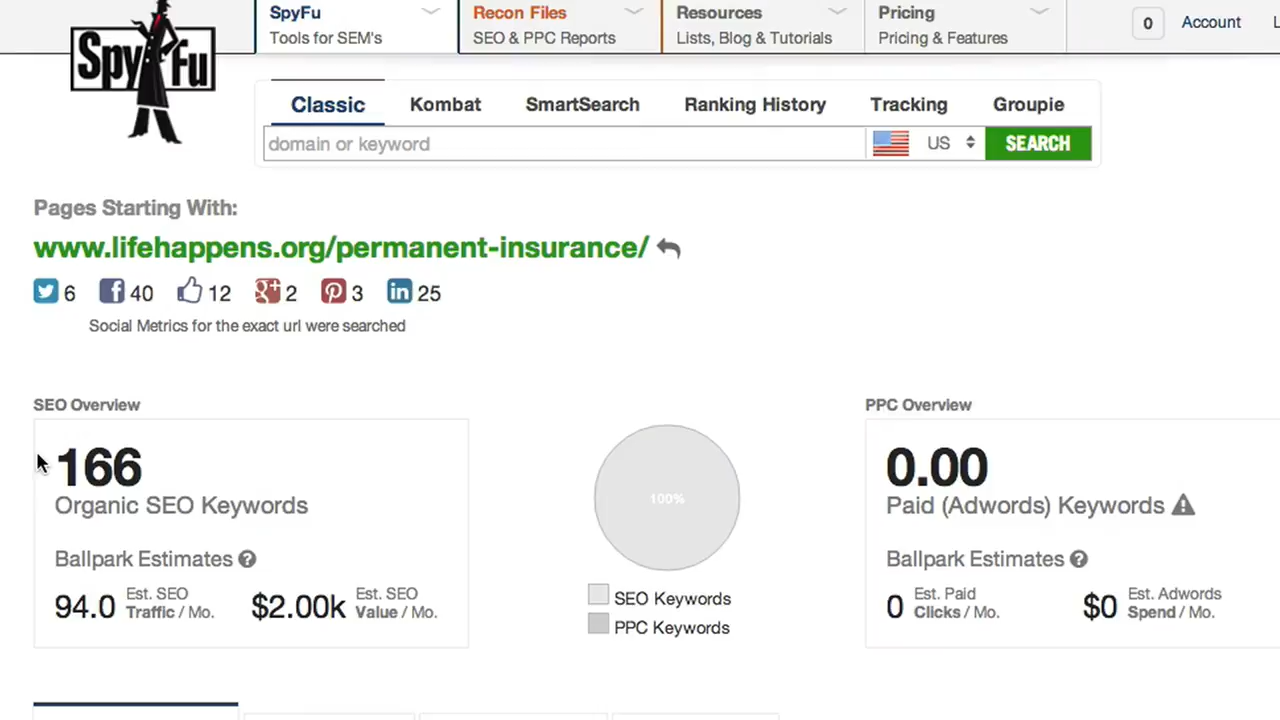 SpyFu
SpyFu
Tools for SEM's
Recon Files
SEO & PPC Reports
Resources
Lists, Blog & Tutorials
Pricing
Pricing & Features
0
Account
L
Classic
Kombat
SmartSearch
Ranking History
Tracking
Groupie
domain or keyword
US
SEARCH
Pages Starting With:
www.lifehappens.org/permanent-insurance/
6
40
12
2
3
25
Social Metrics for the exact url were searched
SEO Overview
166
Organic SEO Keywords
Ballpark Estimates
94.0 Est. SEO
Traffic / Mo.
$2.00k Est. SEO
Value / Mo.
100%
SEO Keywords
PPC Keywords
PPC Overview
0.00
Paid (Adwords) Keywords
Ballpark Estimates
0 Est. Paid
Clicks / Mo.
$0 Est. Adwords
Spend / Mo.